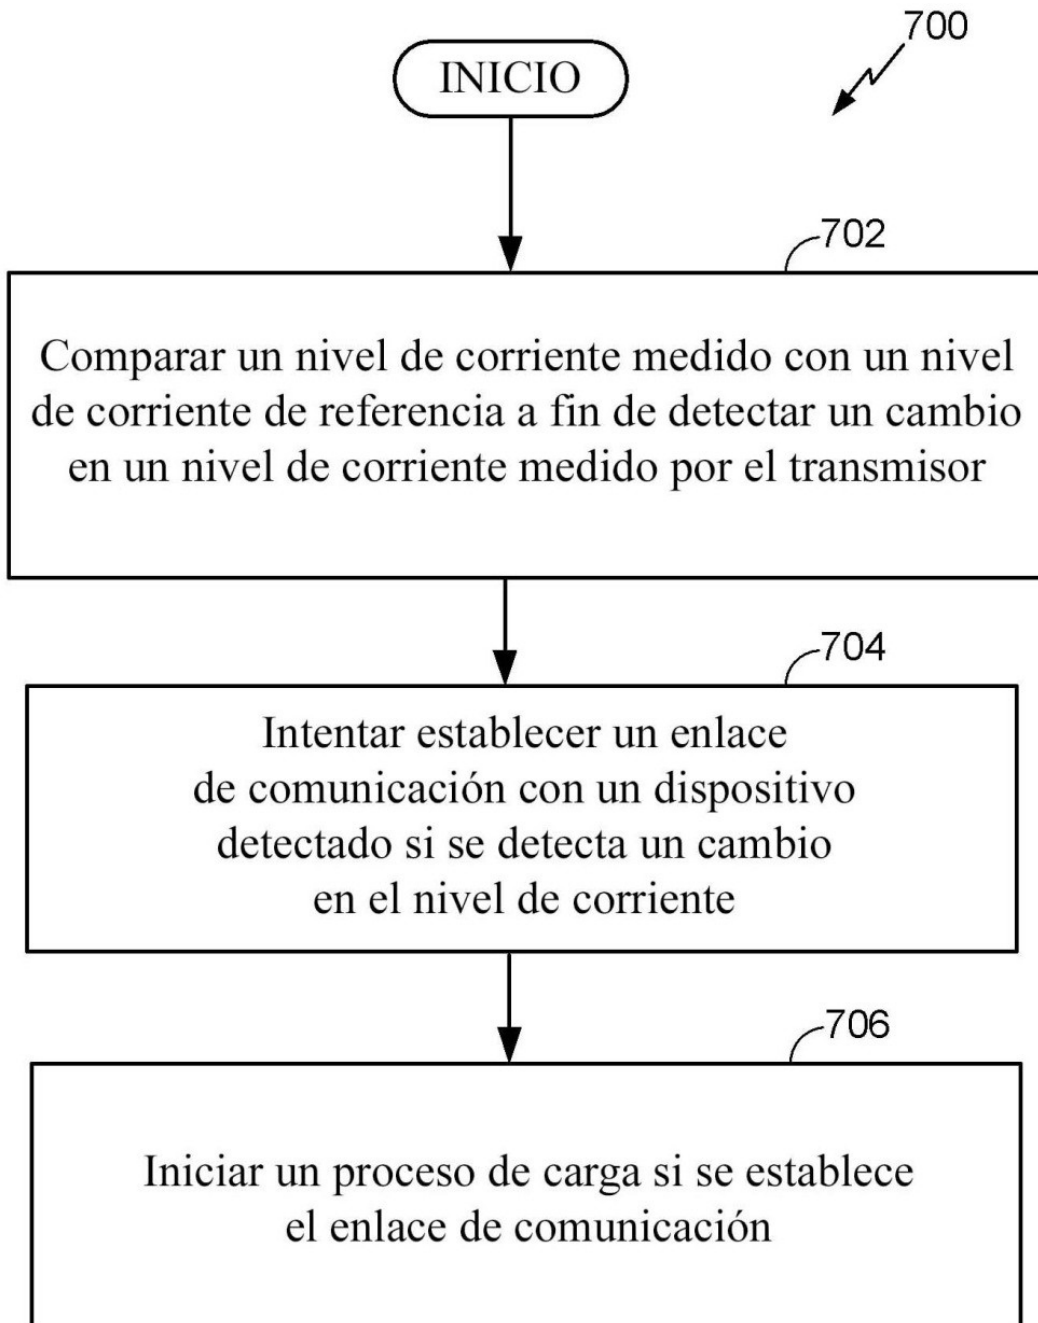 700
INICIO
702
Comparar un nivel de corriente medido con un nivel
de corriente de referencia a fin de detectar un cambio
en un nivel de corriente medido por el transmisor
704
Intentar establecer un enlace
de comunicación con un dispositivo
detectado si se detecta un cambio
en el nivel de corriente
706
Iniciar un proceso de carga si se establece
el enlace de comunicación